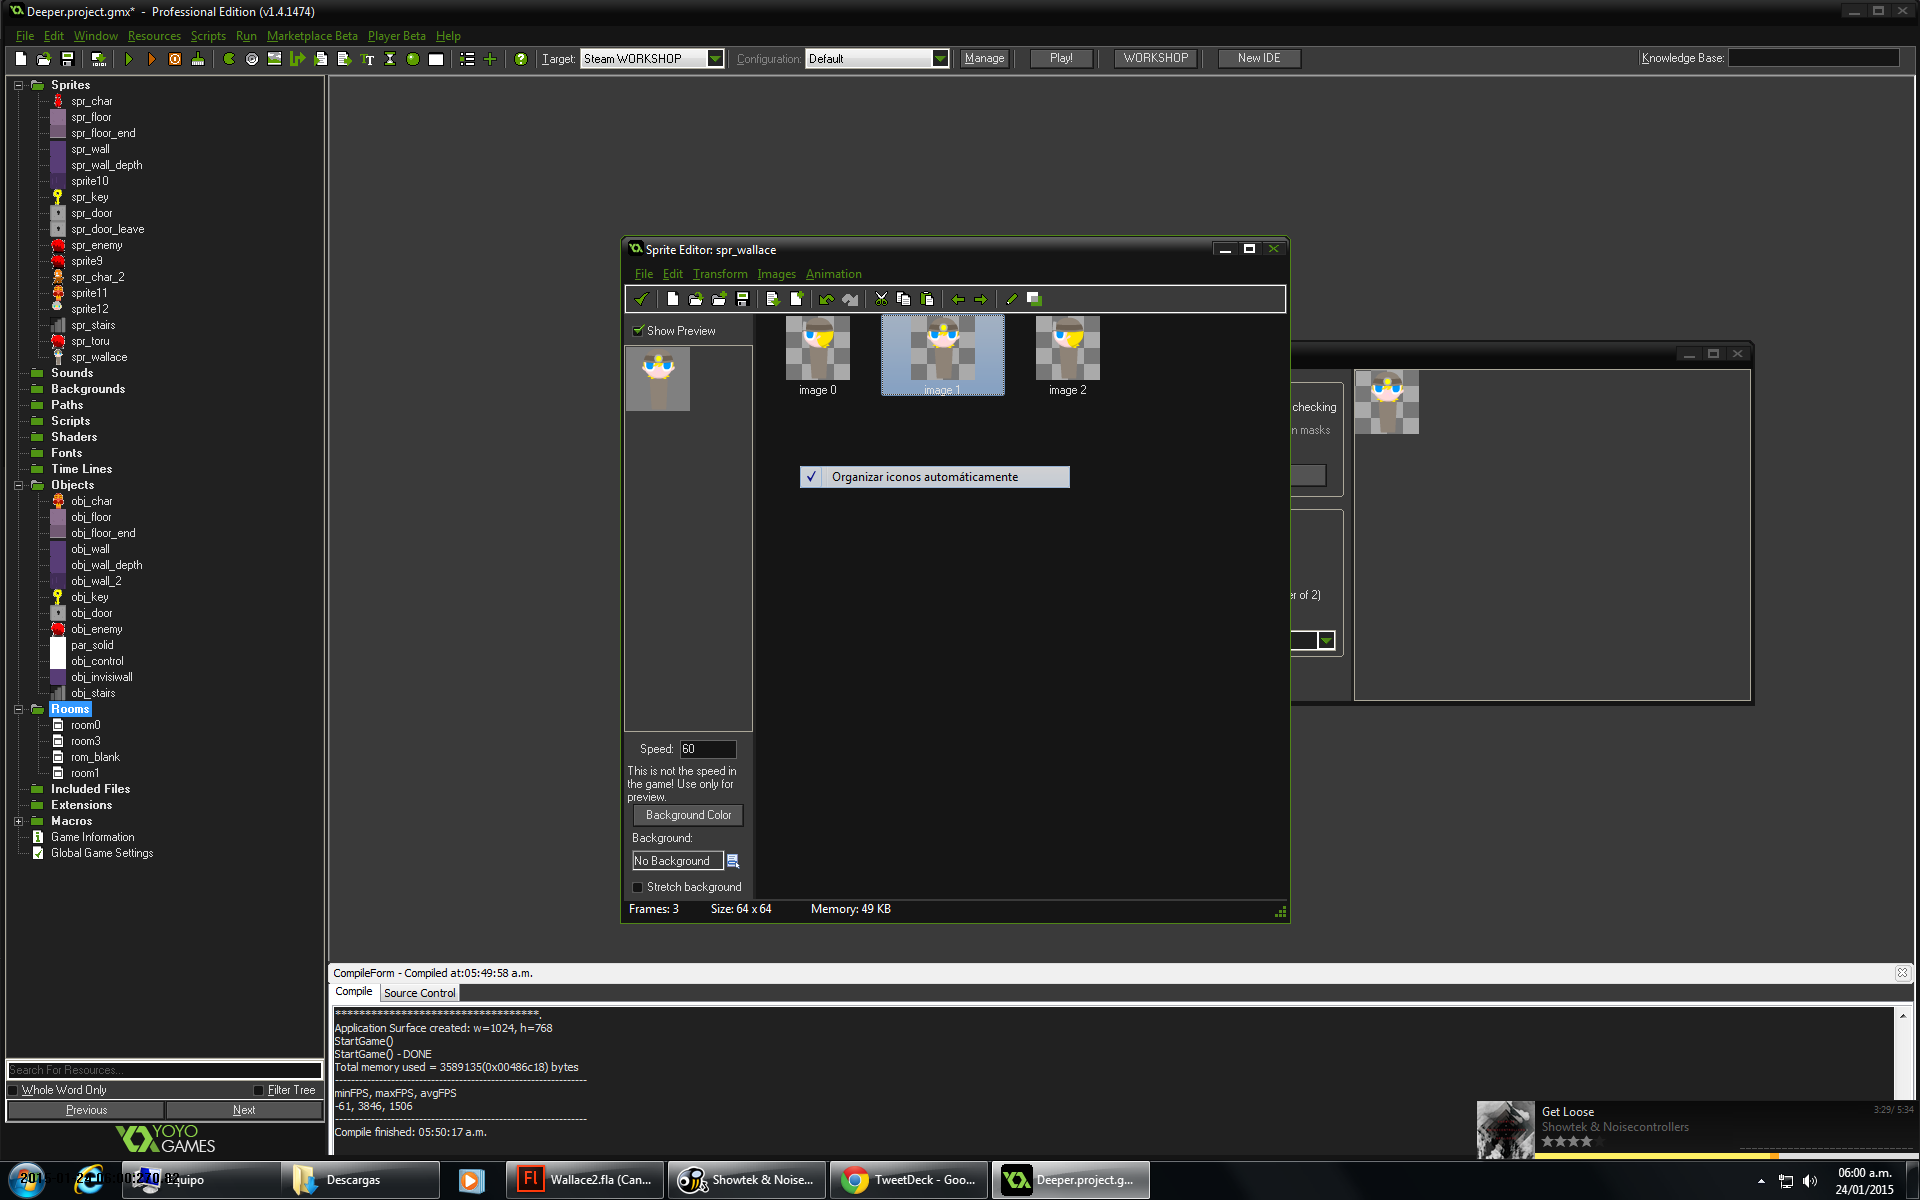 Deeper.project.gmx* - Professional Edition (v1.4.1474)
File Edit Window Resources Scripts Run Marketplace Beta Player Beta Help
Target: Steam WORKSHOP Configuration: Default Manage Play! WORKSHOP New IDE Knowledge Base:
Sprites
spr_char
spr_floor
spr_floor_end
spr_wall
spr_wall_depth
sprite10
spr_key
spr_door
spr_door_leave
spr_enemy
sprite9
spr_char_2
sprite11
sprite12
spr_stairs
spr_toru
spr_wallace
Sounds
Backgrounds
Paths
Scripts
Shaders
Fonts
Time Lines
Objects
obj_char
obj_floor
obj_floor_end
obj_wall
obj_wall_depth
obj_wall_2
obj_key
obj_door
obj_enemy
par_solid
obj_control
obj_invisiwall
obj_stairs
Rooms
room0
room3
rom_blank
room1
Included Files
Extensions
Macros
Game Information
Global Game Settings
Search For Resources...
Whole Word Only Filter Tree
Previous Next
YOYO
GAMES
Sprite Editor: spr_wallace
File Edit Transform Images Animation
Show Preview
image 0 image 1 image 2
Organizar iconos automáticamente
Speed: 60
This is not the speed in
the game! Use only for
preview.
Background Color
Background:
No Background
Stretch background
Frames: 3 Size: 64 x 64 Memory: 49 KB
checking
n masks
er of 2)
CompileForm - Compiled at:05:49:58 a.m.
Compile Source Control
**********************************.
Application Surface created: w=1024, h=768
StartGame()
StartGame() - DONE
Total memory used = 3589135(0x00486c18) bytes
minFPS, maxFPS, avgFPS
-61, 3846, 1506
Compile finished: 05:50:17 a.m.
Get Loose 3:29/ 5:34
Showtek & Noisecontrollers
★★★★
Equipo Descargas Wallace2.fla (Can... Showtek & Noise... TweetDeck - Goo... Deeper.project.g...
06:00 a.m.
24/01/2015